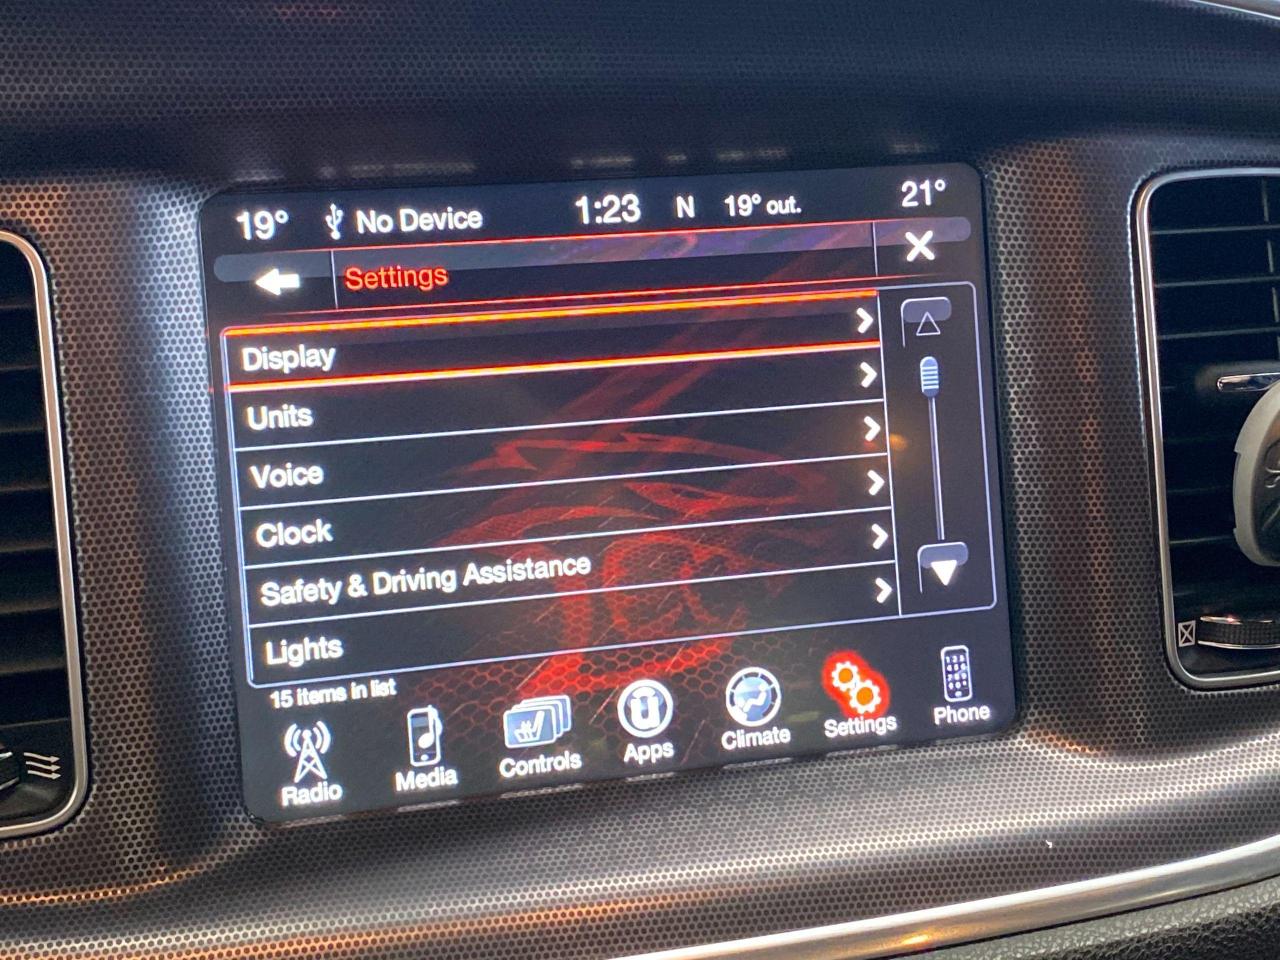 19° No Device 1:23 N 19° out. 21°
Settings
Display
Units
Voice
Clock
Safety & Driving Assistance
Lights
15 items in list
Radio Media Controls Apps Climate Settings Phone